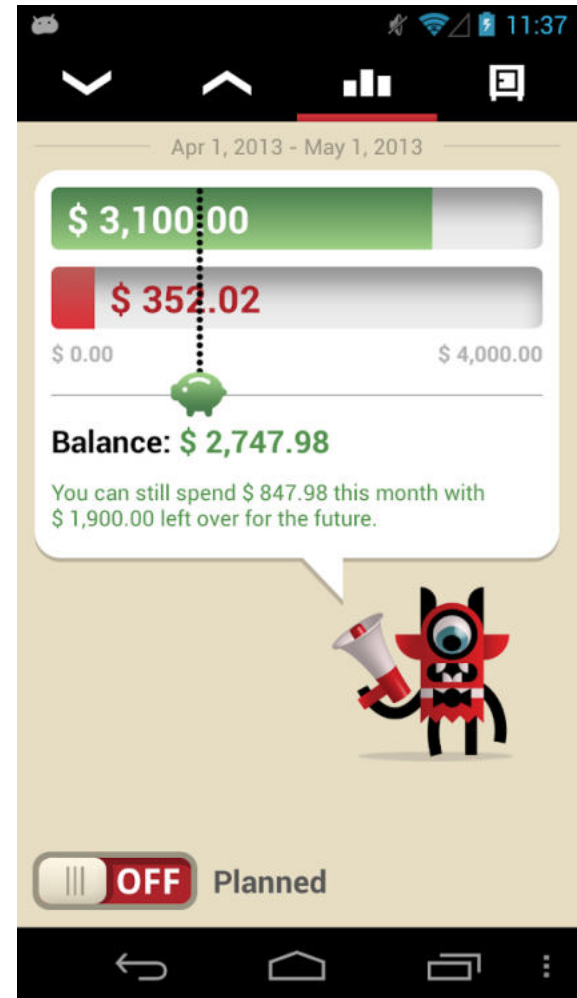 11:37
Apr 1, 2013 - May 1, 2013
$ 3,100.00
$ 352.02
$ 0.00 $ 4,000.00
Balance: $ 2,747.98
You can still spend $ 847.98 this month with
$ 1,900.00 left over for the future.
OFF Planned